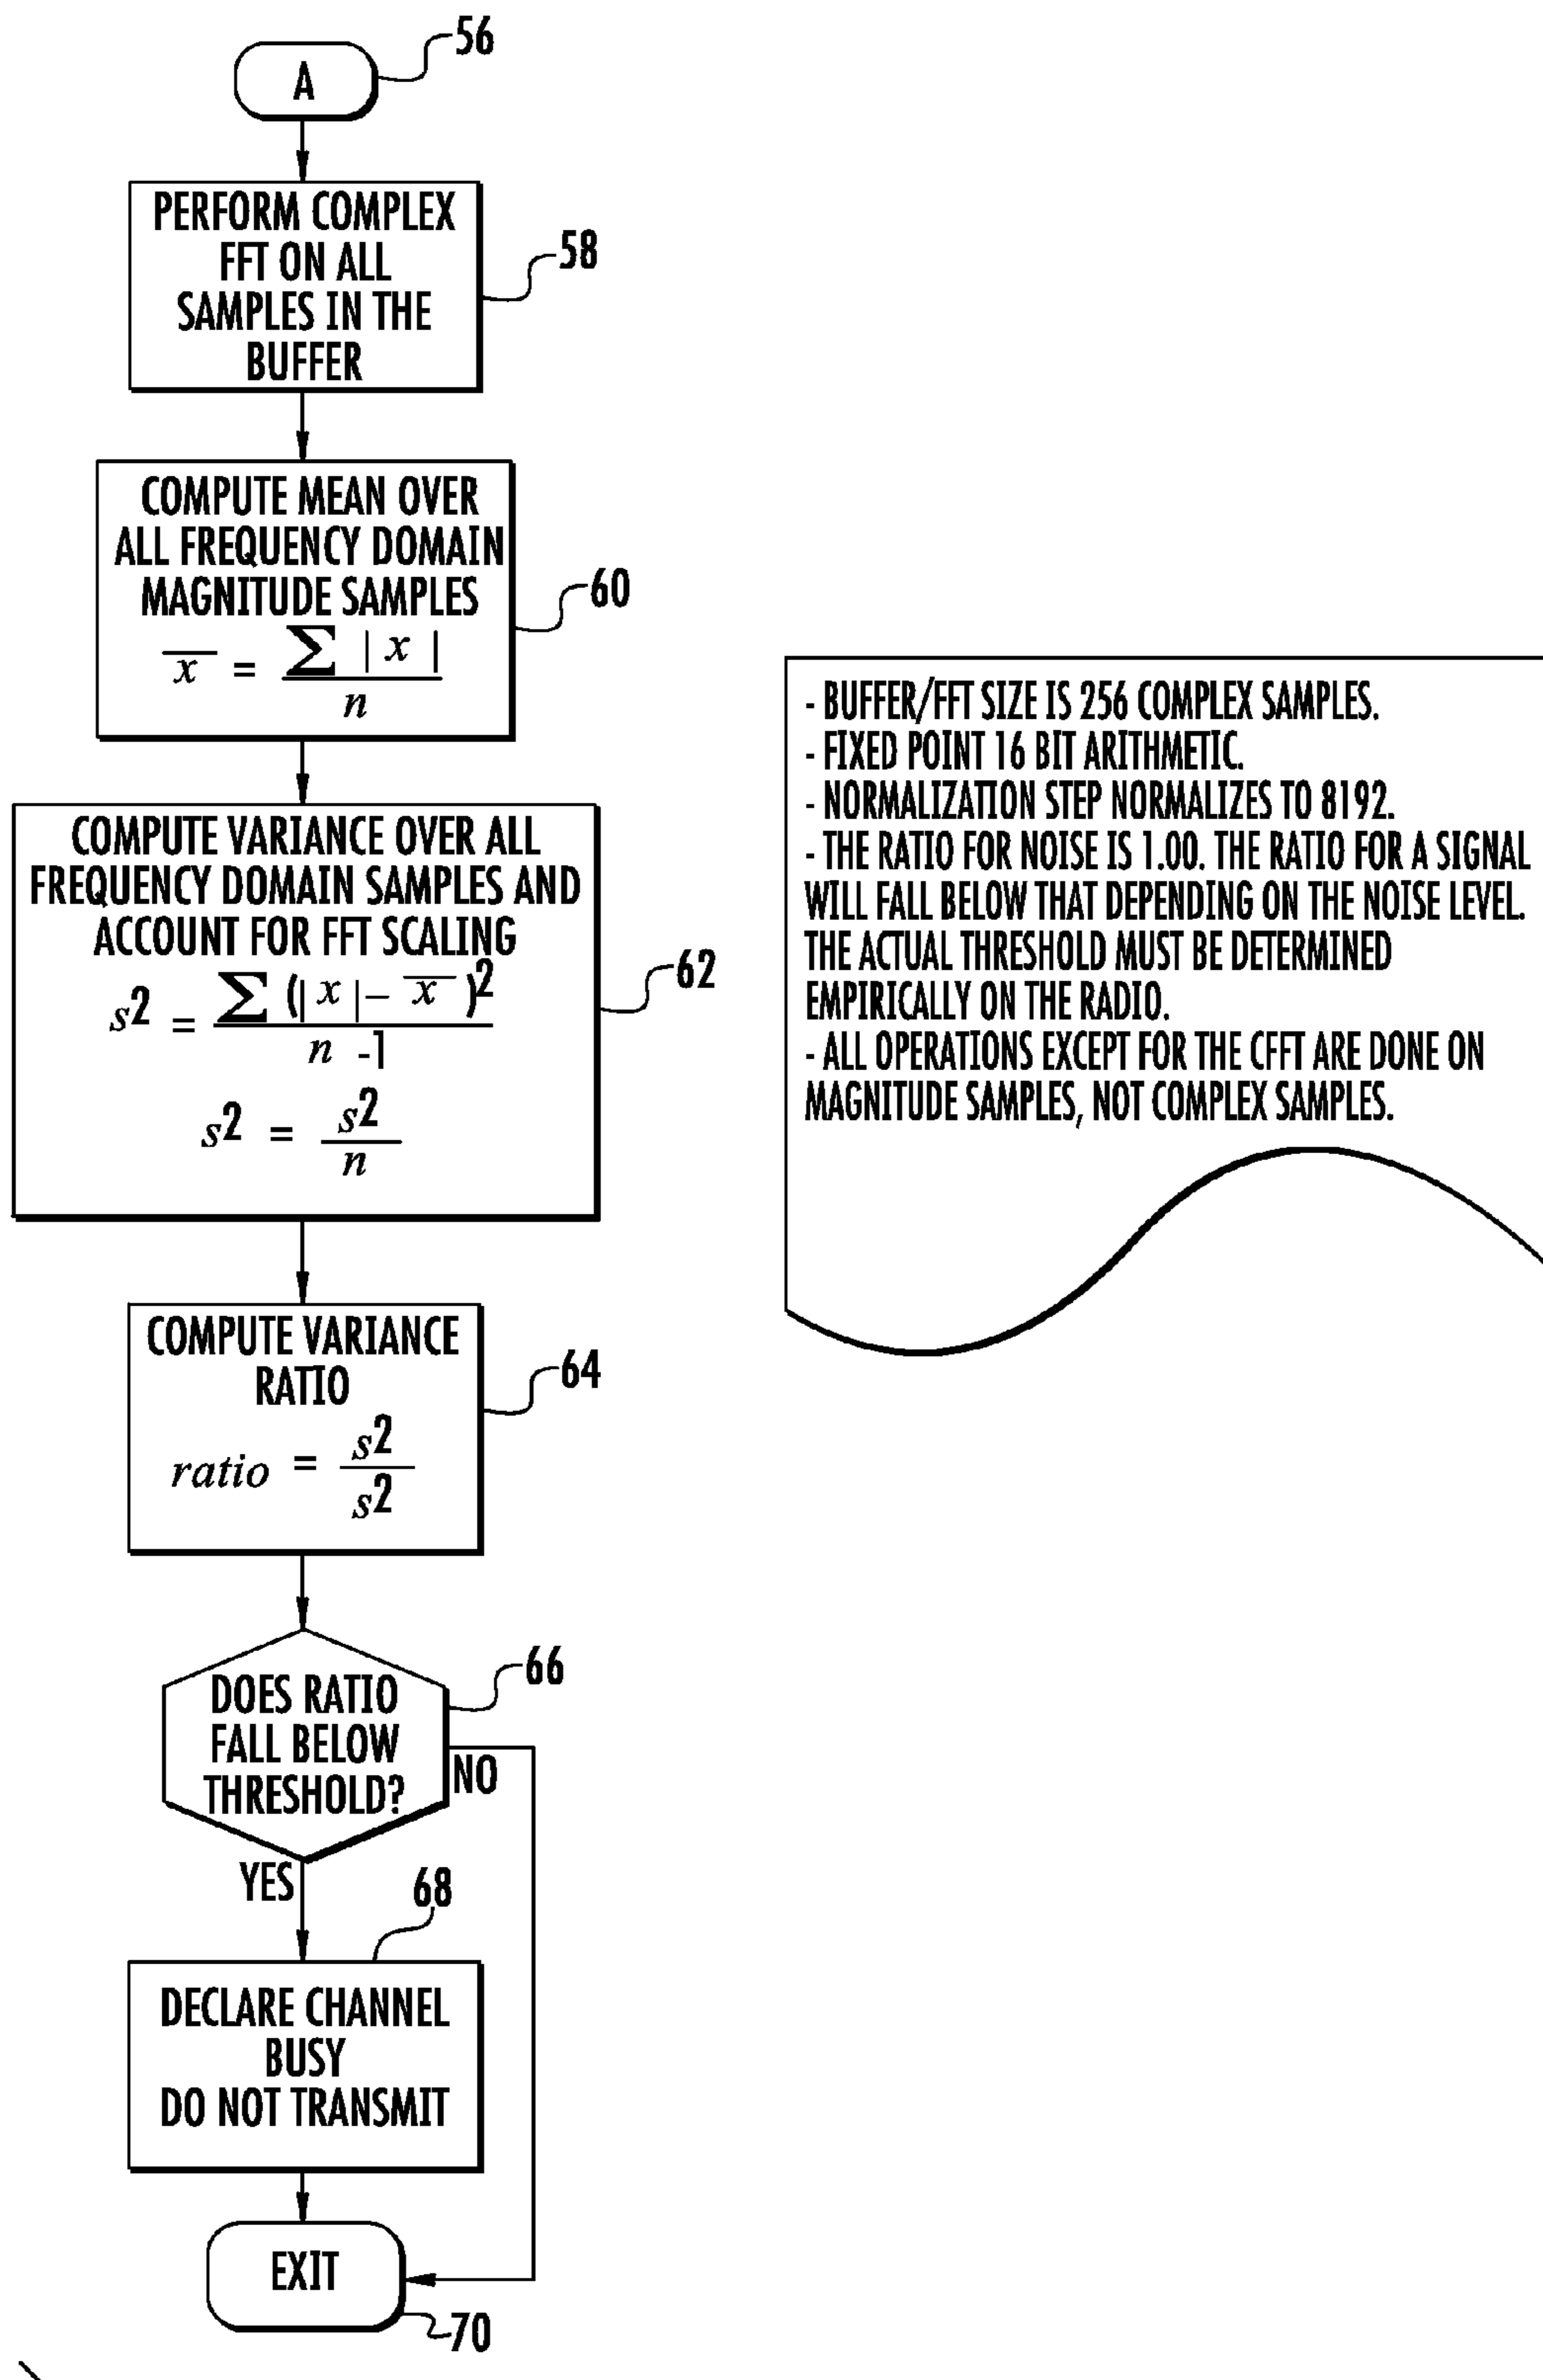 A
56
PERFORM COMPLEX
FFT ON ALL
SAMPLES IN THE
BUFFER
58
COMPUTE MEAN OVER
ALL FREQUENCY DOMAIN
MAGNITUDE SAMPLES
x̅ = ∑ |x| / n
60
COMPUTE VARIANCE OVER ALL
FREQUENCY DOMAIN SAMPLES AND
ACCOUNT FOR FFT SCALING
s2 = ∑ (|x| – x̅)2 / n -1
s2 = s2 / n
62
COMPUTE VARIANCE
RATIO
ratio = s2 / s2
64
DOES RATIO
FALL BELOW
THRESHOLD?
66
NO
YES
68
DECLARE CHANNEL
BUSY
DO NOT TRANSMIT
EXIT
70
- BUFFER/FFT SIZE IS 256 COMPLEX SAMPLES.
- FIXED POINT 16 BIT ARITHMETIC.
- NORMALIZATION STEP NORMALIZES TO 8192.
- THE RATIO FOR NOISE IS 1.00. THE RATIO FOR A SIGNAL
WILL FALL BELOW THAT DEPENDING ON THE NOISE LEVEL.
THE ACTUAL THRESHOLD MUST BE DETERMINED
EMPIRICALLY ON THE RADIO.
- ALL OPERATIONS EXCEPT FOR THE CFFT ARE DONE ON
MAGNITUDE SAMPLES, NOT COMPLEX SAMPLES.